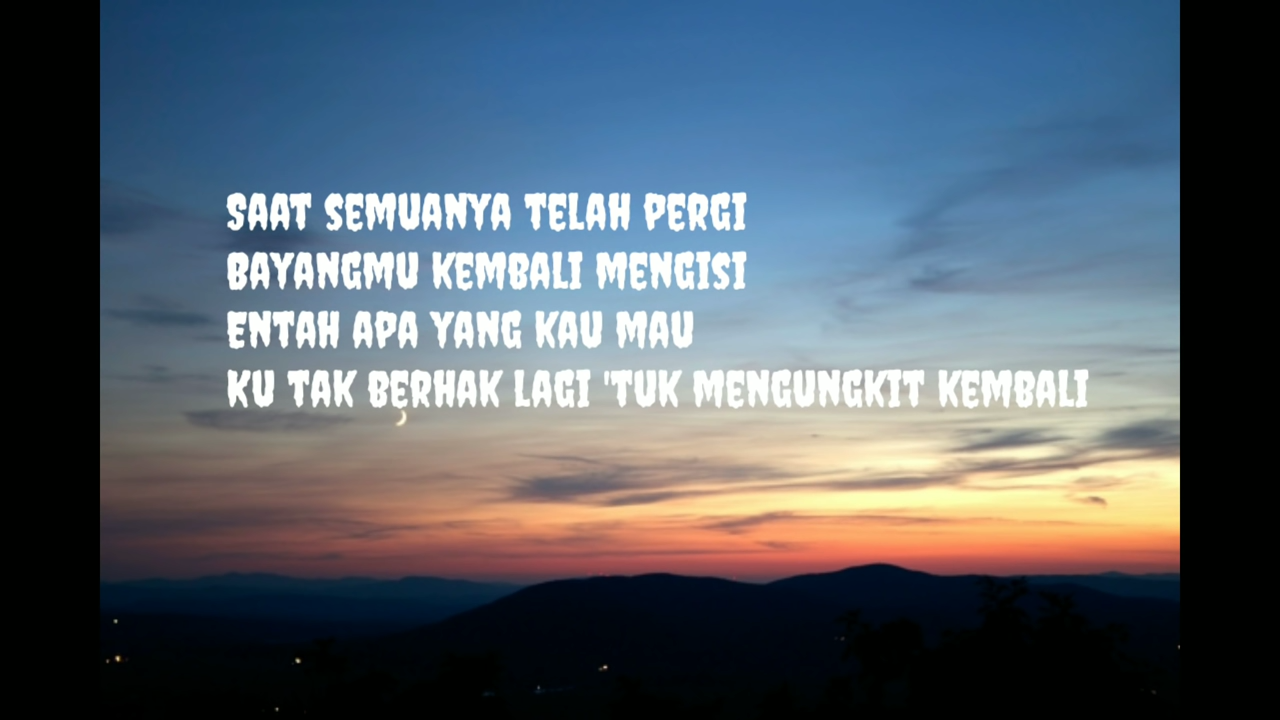 SAAT SEMUANYA TELAH PERGI
BAYANGMU KEMBALI MENGISI
ENTAH APA YANG KAU MAU
KU TAK BERHAK LAGI 'TUK MENGUNGKIT KEMBALI